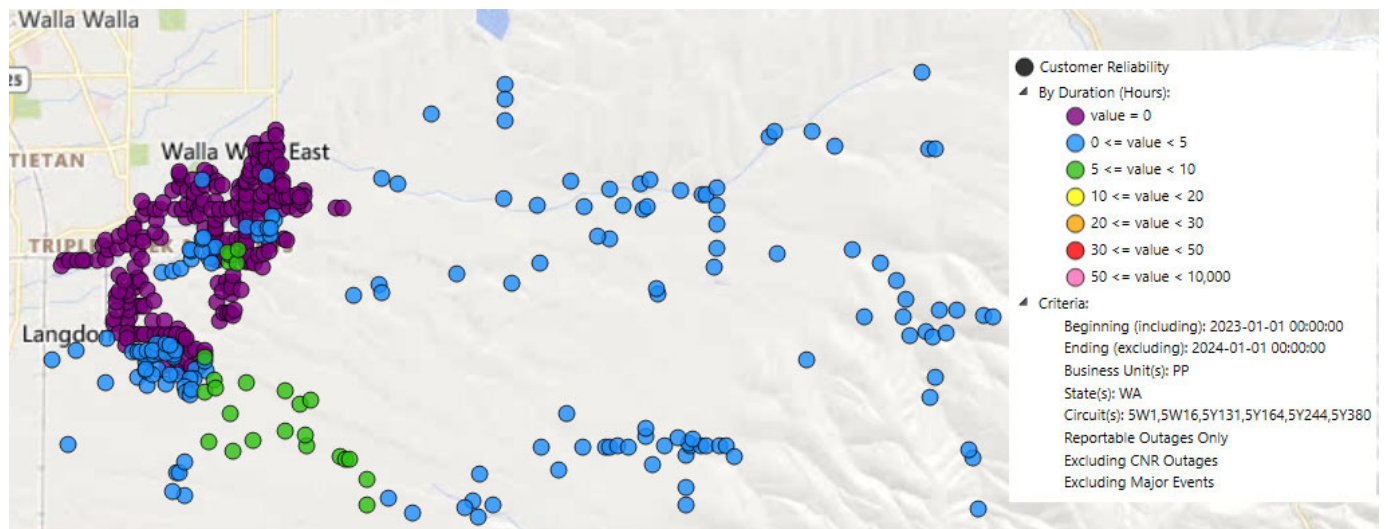 Walla Walla
TIETAN
Walla W East
TRIPLE
Langdon
Customer Reliability
By Duration (Hours):
value = 0
0 <= value < 5
5 <= value < 10
10 <= value < 20
20 <= value < 30
30 <= value < 50
50 <= value < 10,000
Criteria:
Beginning (including): 2023-01-01 00:00:00
Ending (excluding): 2024-01-01 00:00:00
Business Unit(s): PP
State(s): WA
Circuit(s): 5W1,5W16,5Y131,5Y164,5Y244,5Y380
Reportable Outages Only
Excluding CNR Outages
Excluding Major Events